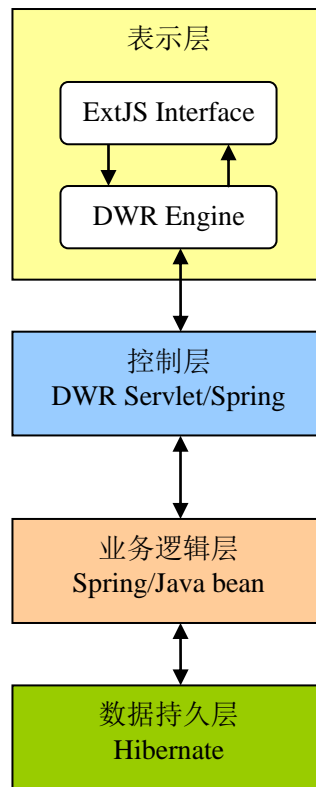 表示层
ExtJS Interface
DWR Engine
控制层
DWR Servlet/Spring
业务逻辑层
Spring/Java bean
数据持久层
Hibernate